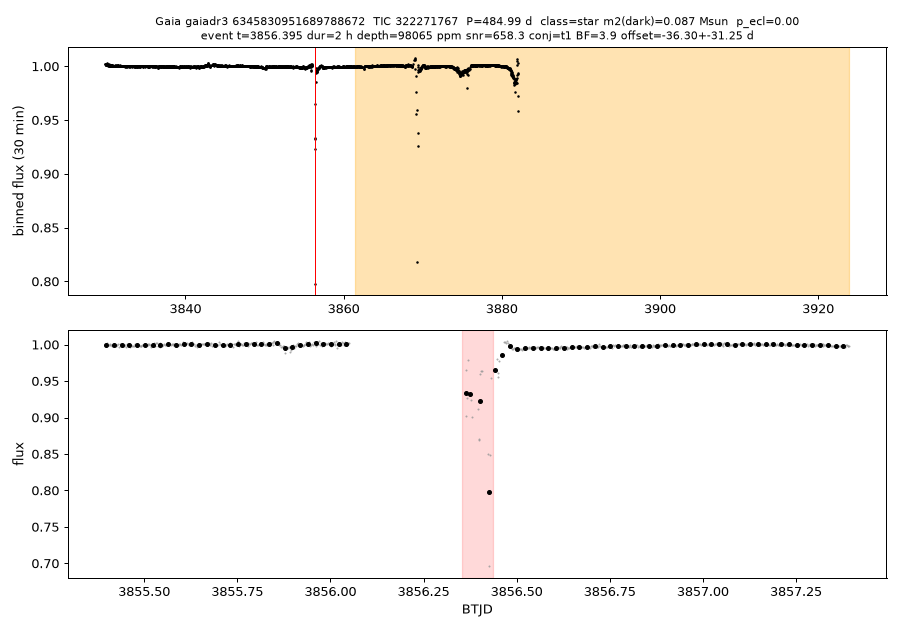 Gaia gaiadr3 6345830951689788672 TIC 322271767 P=484.99 d class=star m2(dark)=0.087 Msun p_ecl=0.00
event t=3856.395 dur=2 h depth=98065 ppm snr=658.3 conj=t1 BF=3.9 offset=-36.30+-31.25 d
binned flux (30 min)
1.00
0.95
0.90
0.85
0.80
3840 3860 3880 3900 3920
flux
1.00
0.95
0.90
0.85
0.80
0.75
0.70
3855.50 3855.75 3856.00 3856.25 3856.50 3856.75 3857.00 3857.25
BTJD